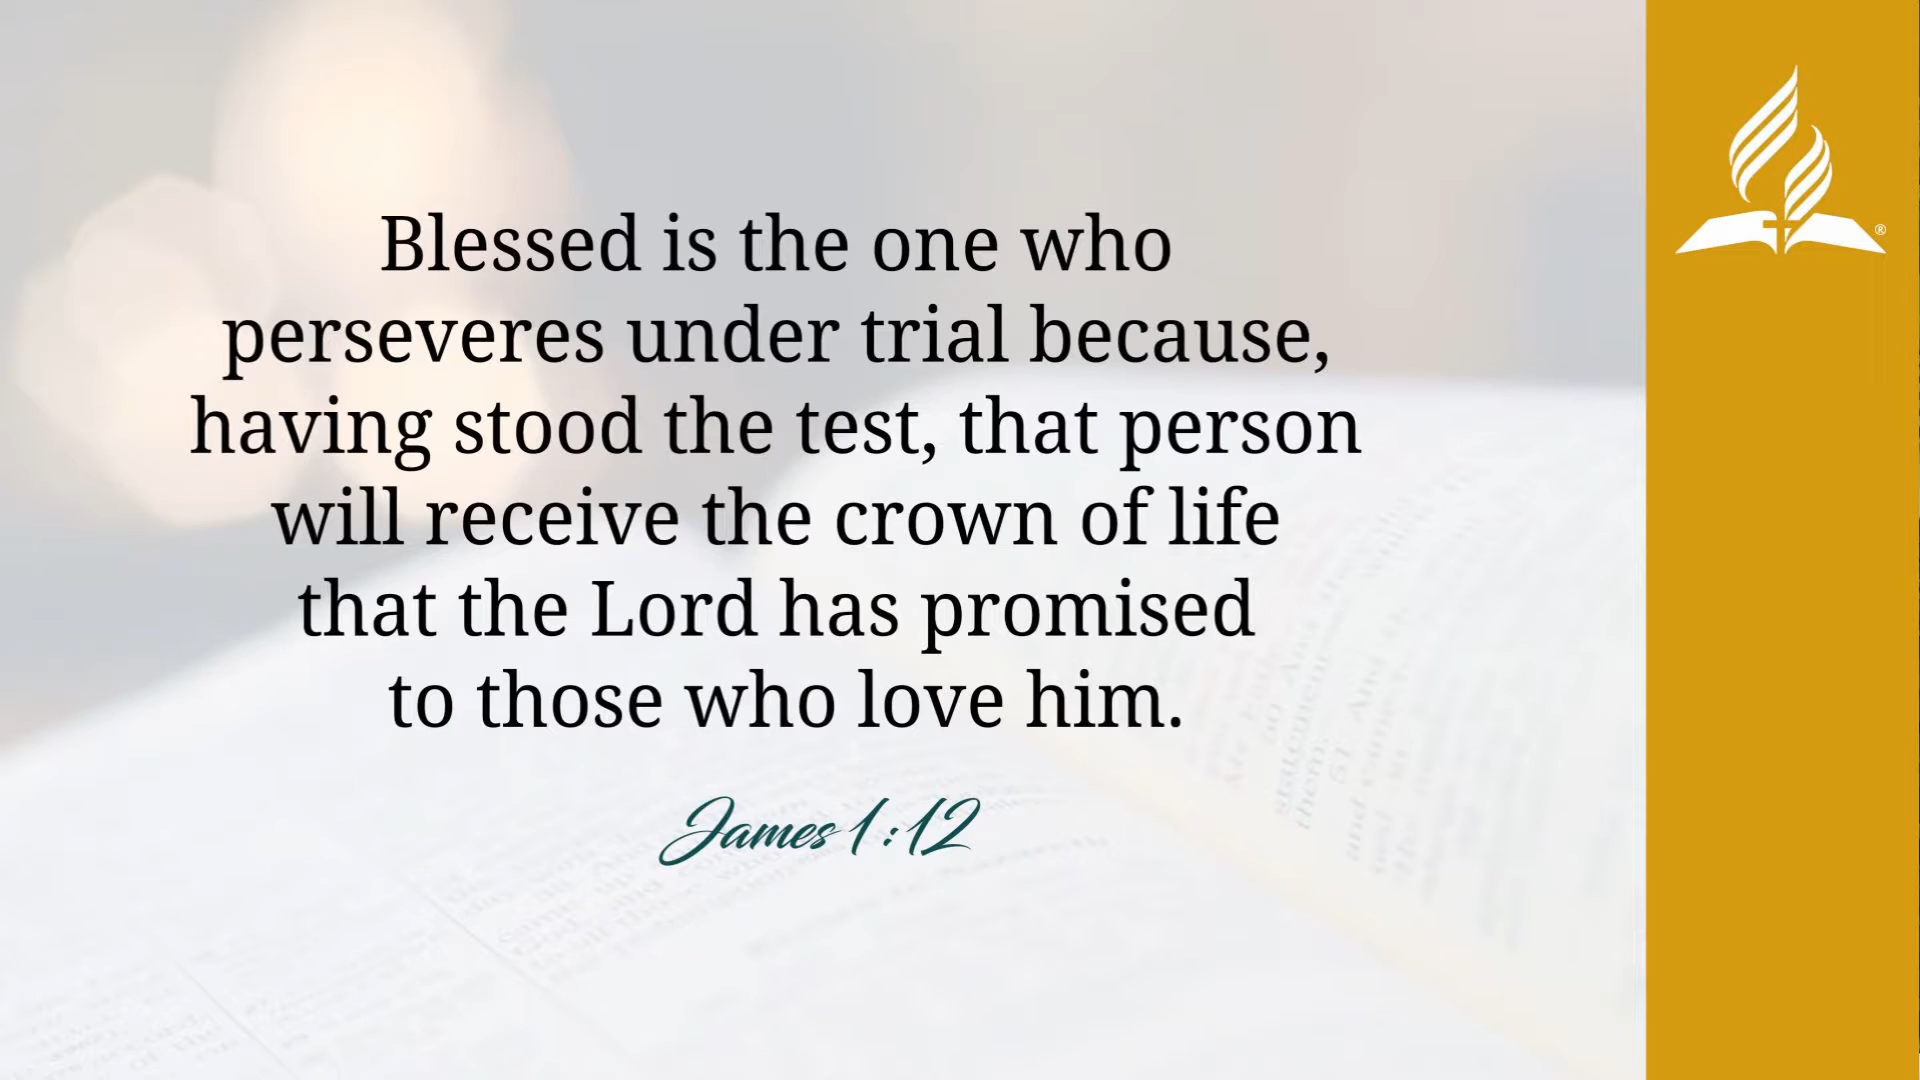 Blessed is the one who
perseveres under trial because,
having stood the test, that person
will receive the crown of life
that the Lord has promised
to those who love him.
James 1:12
®